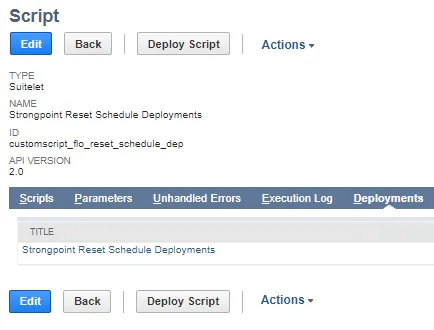 Script
Edit Back Deploy Script Actions
TYPE
Suitelet
NAME
Strongpoint Reset Schedule Deployments
ID
customscript_flo_reset_schedule_dep
API VERSION
2.0
Scripts Parameters Unhandled Errors Execution Log Deployments
TITLE
Strongpoint Reset Schedule Deployments
Edit Back Deploy Script Actions